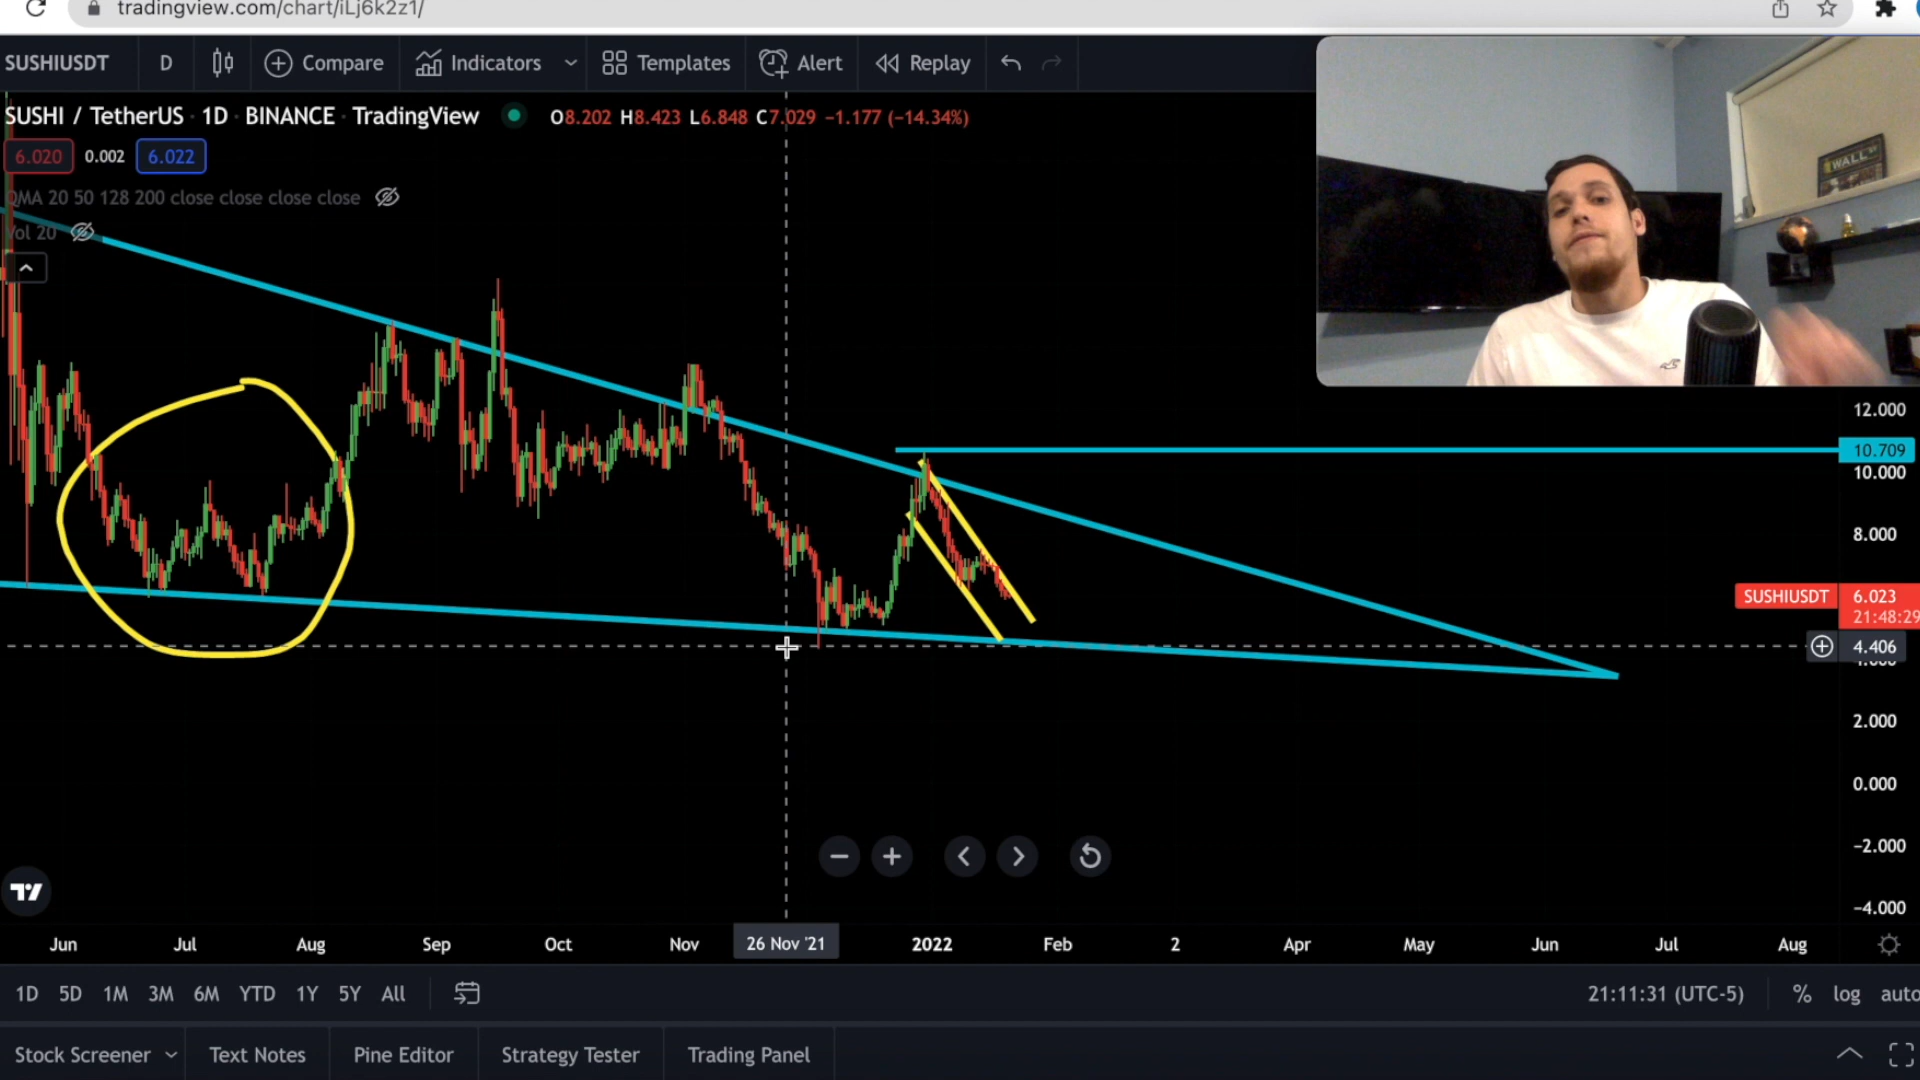 tradingview.com/chart/iLj6k2z1/
SUSHIUSDT D Compare Indicators Templates Alert Replay
SUSHI / TetherUS · 1D · BINANCE · TradingView O8.202 H8.423 L6.848 C7.029 −1.177 (−14.34%)
6.020 0.002 6.022
QMA 20 50 128 200 close close close close
Vol 20
WALL
12.000
10.709
10.000
8.000
SUSHIUSDT 6.023
21:48:29
4.406
4.000
2.000
0.000
−2.000
−4.000
Jun Jul Aug Sep Oct Nov 26 Nov '21 2022 Feb 2 Apr May Jun Jul Aug
1D 5D 1M 3M 6M YTD 1Y 5Y All 21:11:31 (UTC-5) % log auto
Stock Screener Text Notes Pine Editor Strategy Tester Trading Panel